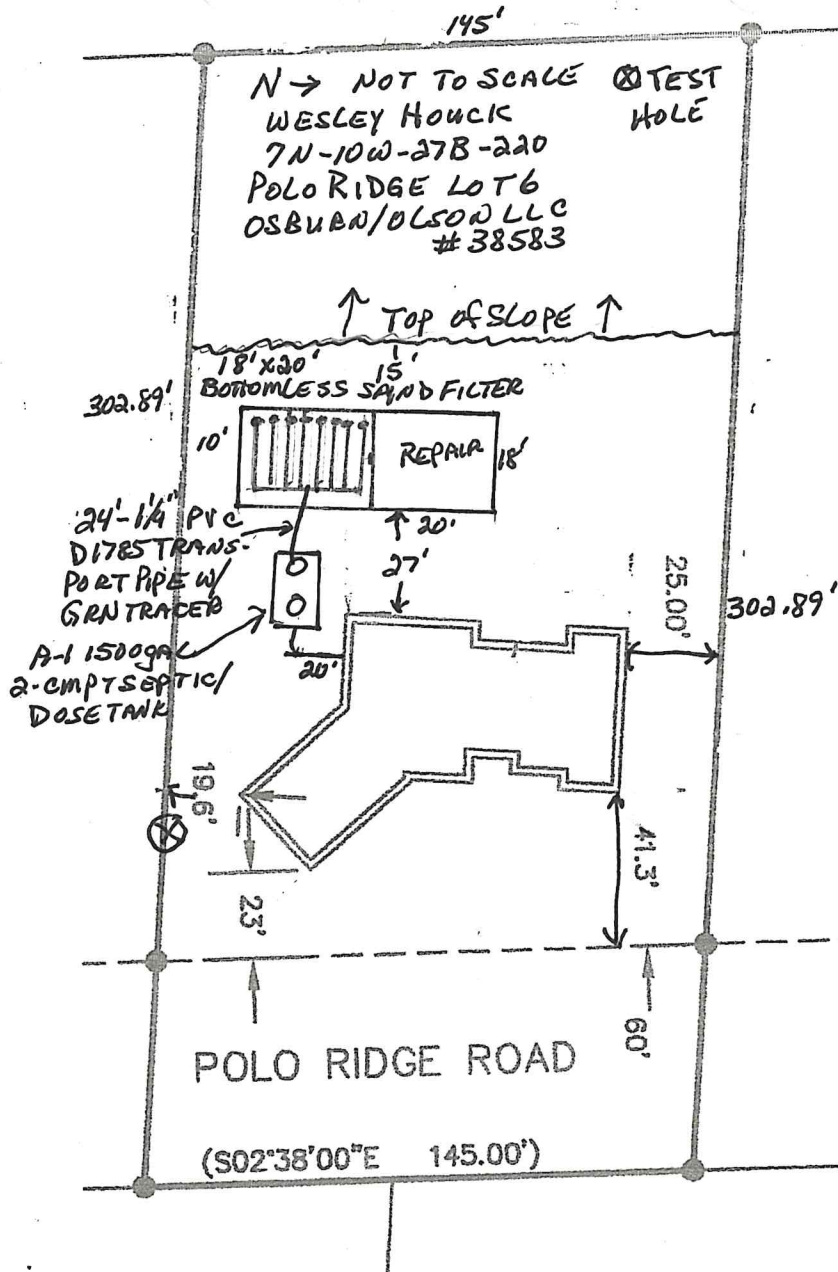 145'
N → NOT TO SCALE ⊗ TEST HOLE
WESLEY HOUCK
7N-10W-27B-220
POLO RIDGE LOT 6
OSBURN/OLSON LLC
#38583
↑ TOP OF SLOPE ↑
18'x20'
15'
BOTTOMLESS SAND FILTER
302.89'
10'
REPAIR
18'
24'-1¼" PVC
D1785 TRANS-
PORT PIPE W/
GRN TRACER
20'
27'
25.00'
302.89'
A-1 1500gal
2-CMPT SEPTIC/
DOSE TANK
20'
19.6'
23'
41.3'
60'
POLO RIDGE ROAD
(S02°38'00"E 145.00')